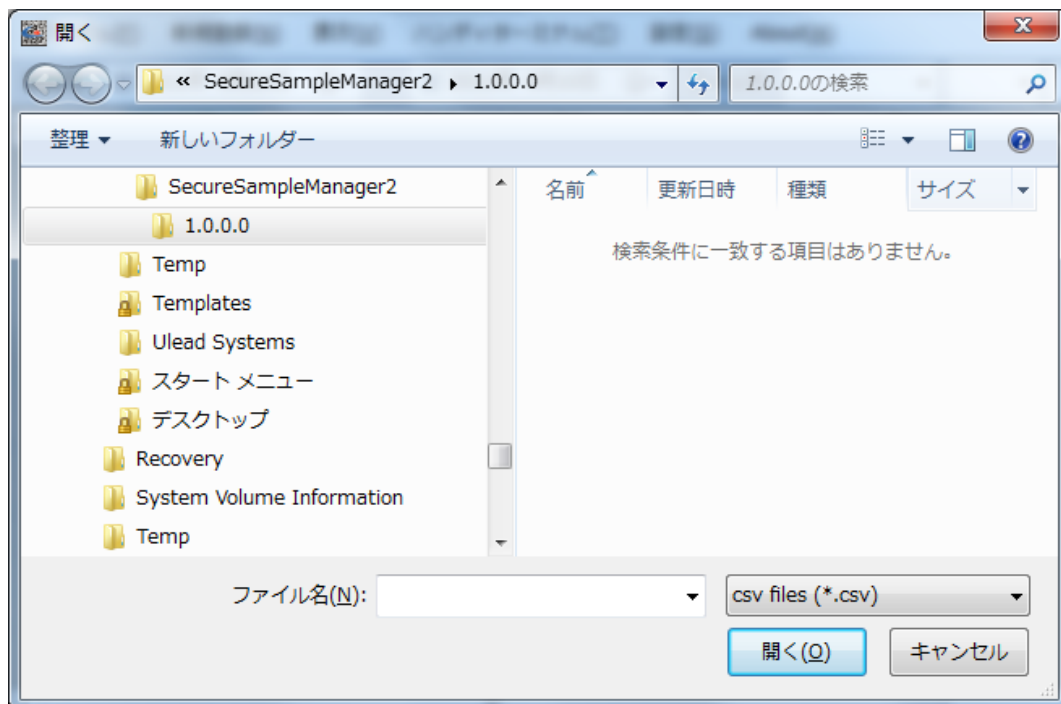 開く
« SecureSampleManager2 ▸ 1.0.0.0
1.0.0.0の検索
整理 ▼ 新しいフォルダー
SecureSampleManager2
1.0.0.0
Temp
Templates
Ulead Systems
スタート メニュー
デスクトップ
Recovery
System Volume Information
Temp
名前 更新日時 種類 サイズ
検索条件に一致する項目はありません。
ファイル名(N):
csv files (*.csv)
開く(O) キャンセル